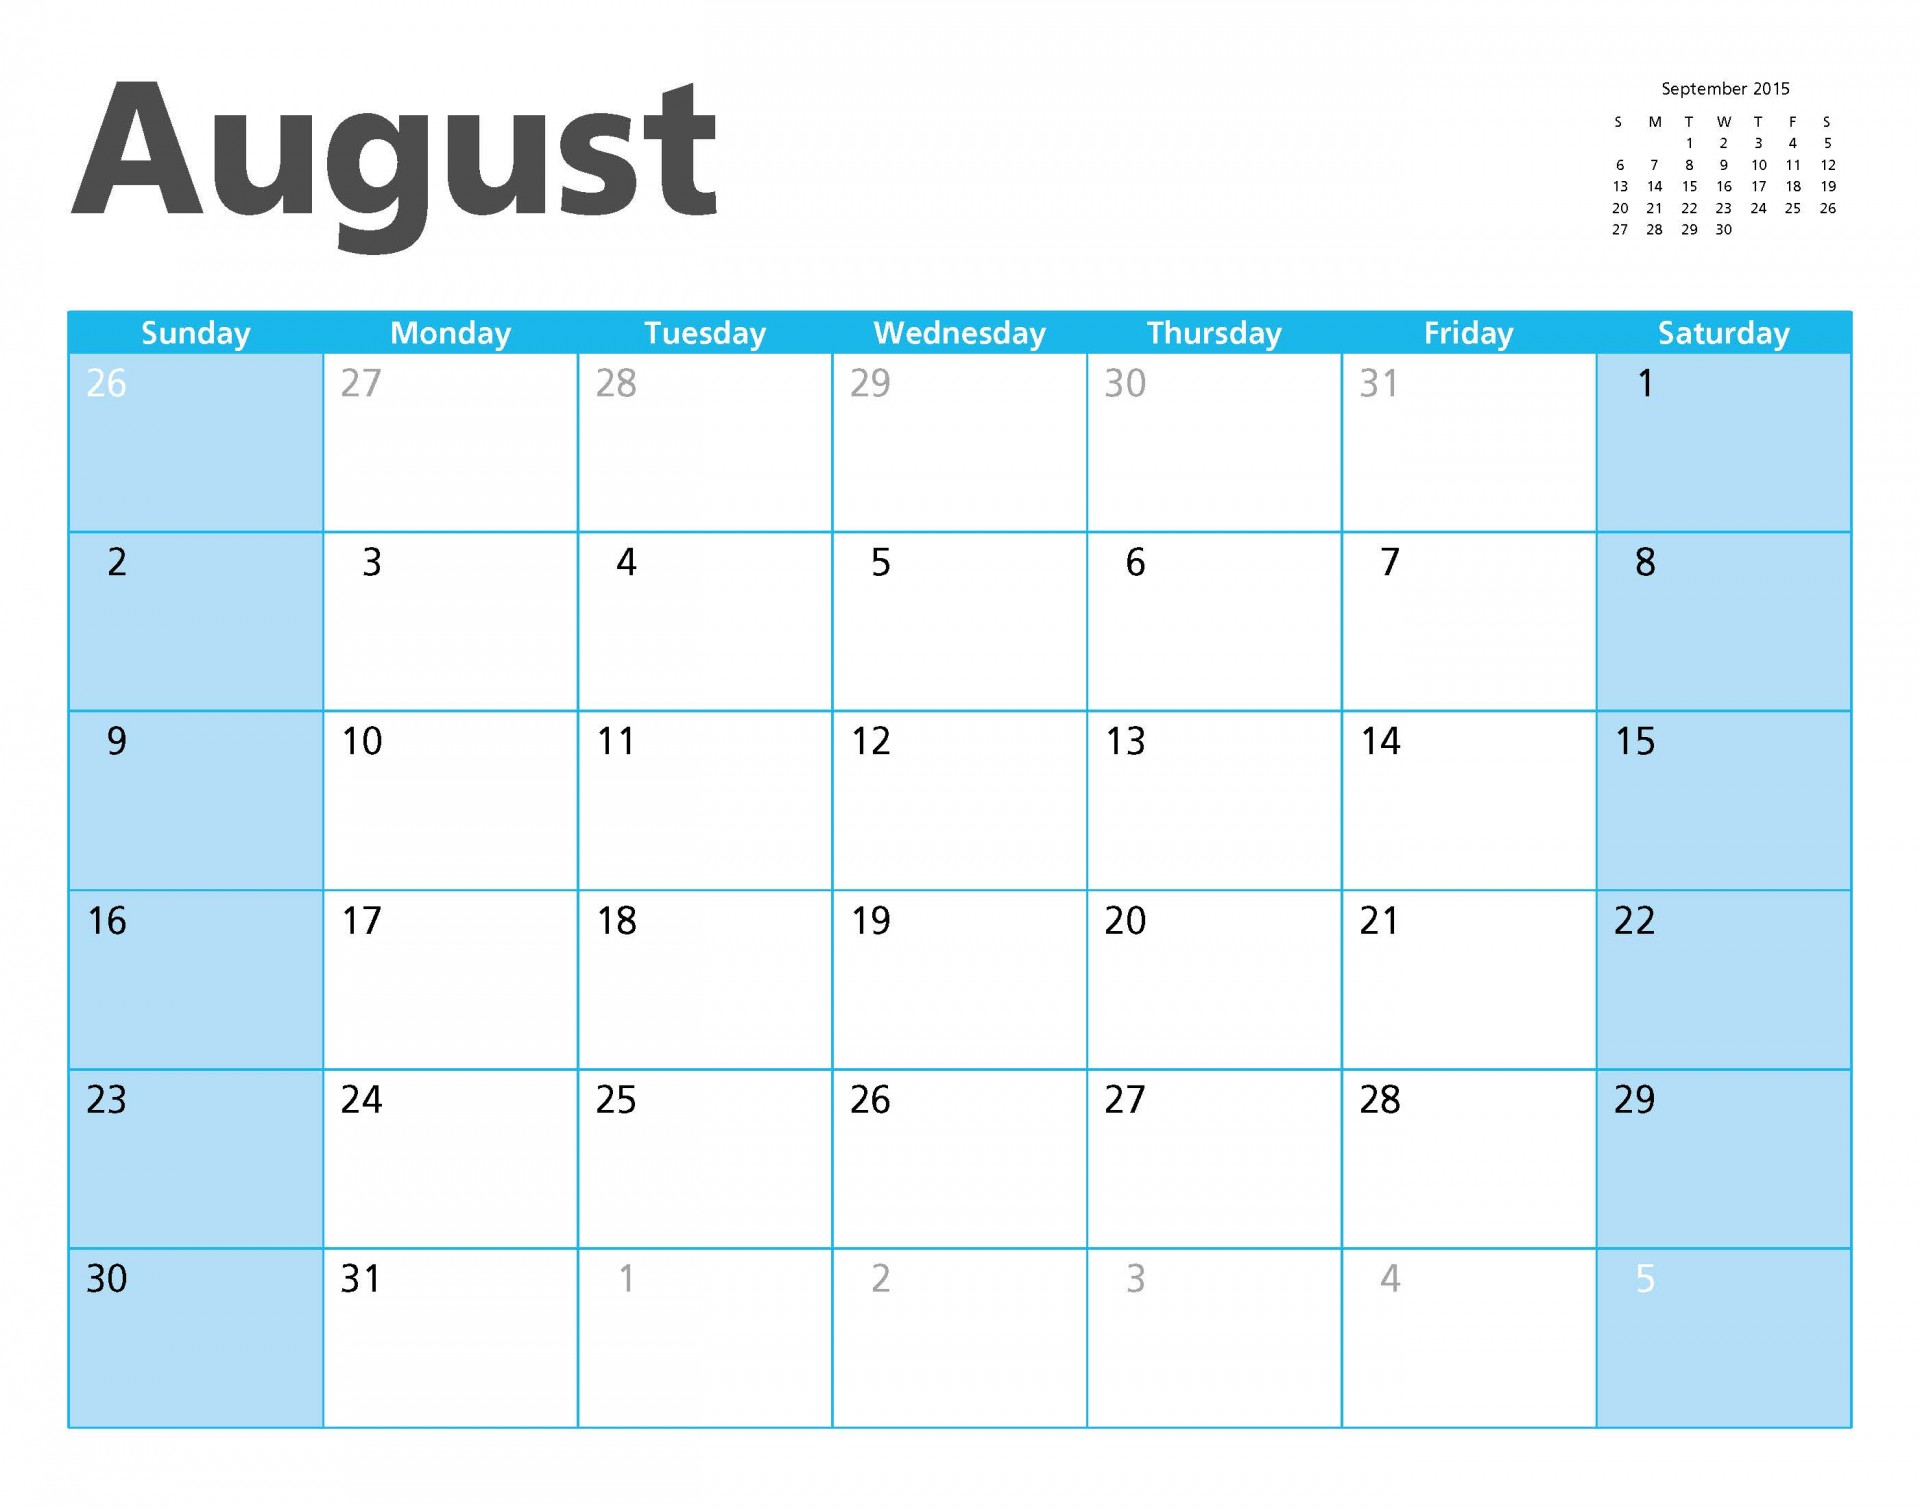 August
September 2015
S M T W T F S
1 2 3 4 5
6 7 8 9 10 11 12
13 14 15 16 17 18 19
20 21 22 23 24 25 26
27 28 29 30
Sunday Monday Tuesday Wednesday Thursday Friday Saturday
26 27 28 29 30 31 1
2 3 4 5 6 7 8
9 10 11 12 13 14 15
16 17 18 19 20 21 22
23 24 25 26 27 28 29
30 31 1 2 3 4 5